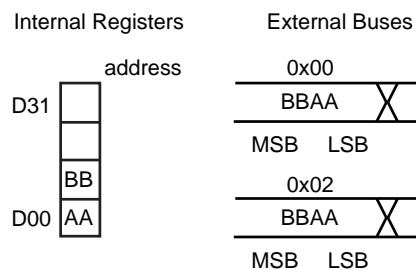 Internal Registers External Buses
address 0x00
D31 BBAA
MSB LSB
BB 0x02
D00 AA BBAA
MSB LSB